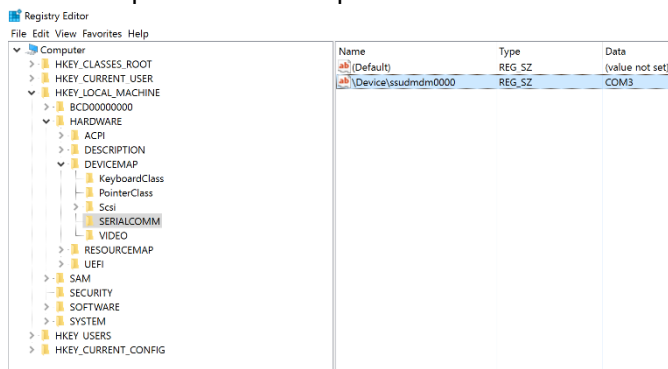 Registry Editor
File Edit View Favorites Help
Computer
HKEY_CLASSES_ROOT
HKEY_CURRENT_USER
HKEY_LOCAL_MACHINE
BCD00000000
HARDWARE
ACPI
DESCRIPTION
DEVICEMAP
KeyboardClass
PointerClass
Scsi
SERIALCOMM
VIDEO
RESOURCEMAP
UEFI
SAM
SECURITY
SOFTWARE
SYSTEM
HKEY_USERS
HKEY_CURRENT_CONFIG
Name Type Data
(Default) REG_SZ (value not set)
\Device\ssudmdm0000 REG_SZ COM3